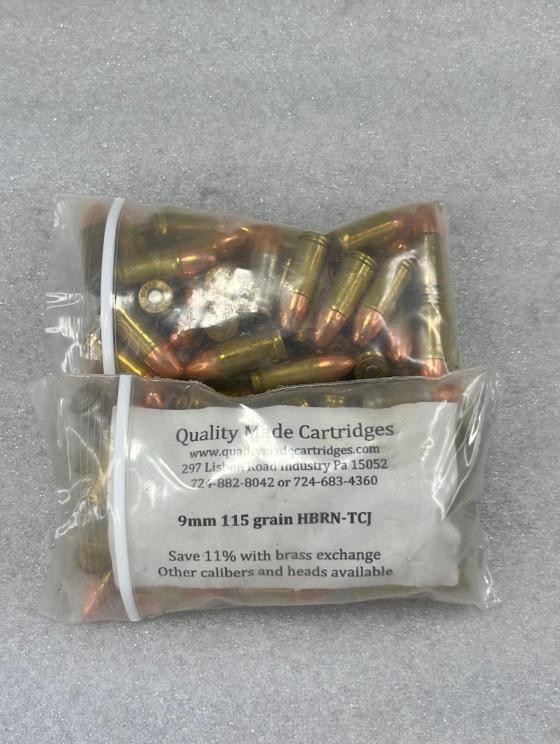 Quality Made Cartridges
www.qualitymadecartridges.com
297 Lisbon Road Industry Pa 15052
724-882-8042 or 724-683-4360
9mm 115 grain HBRN-TCJ
Save 11% with brass exchange
Other calibers and heads available